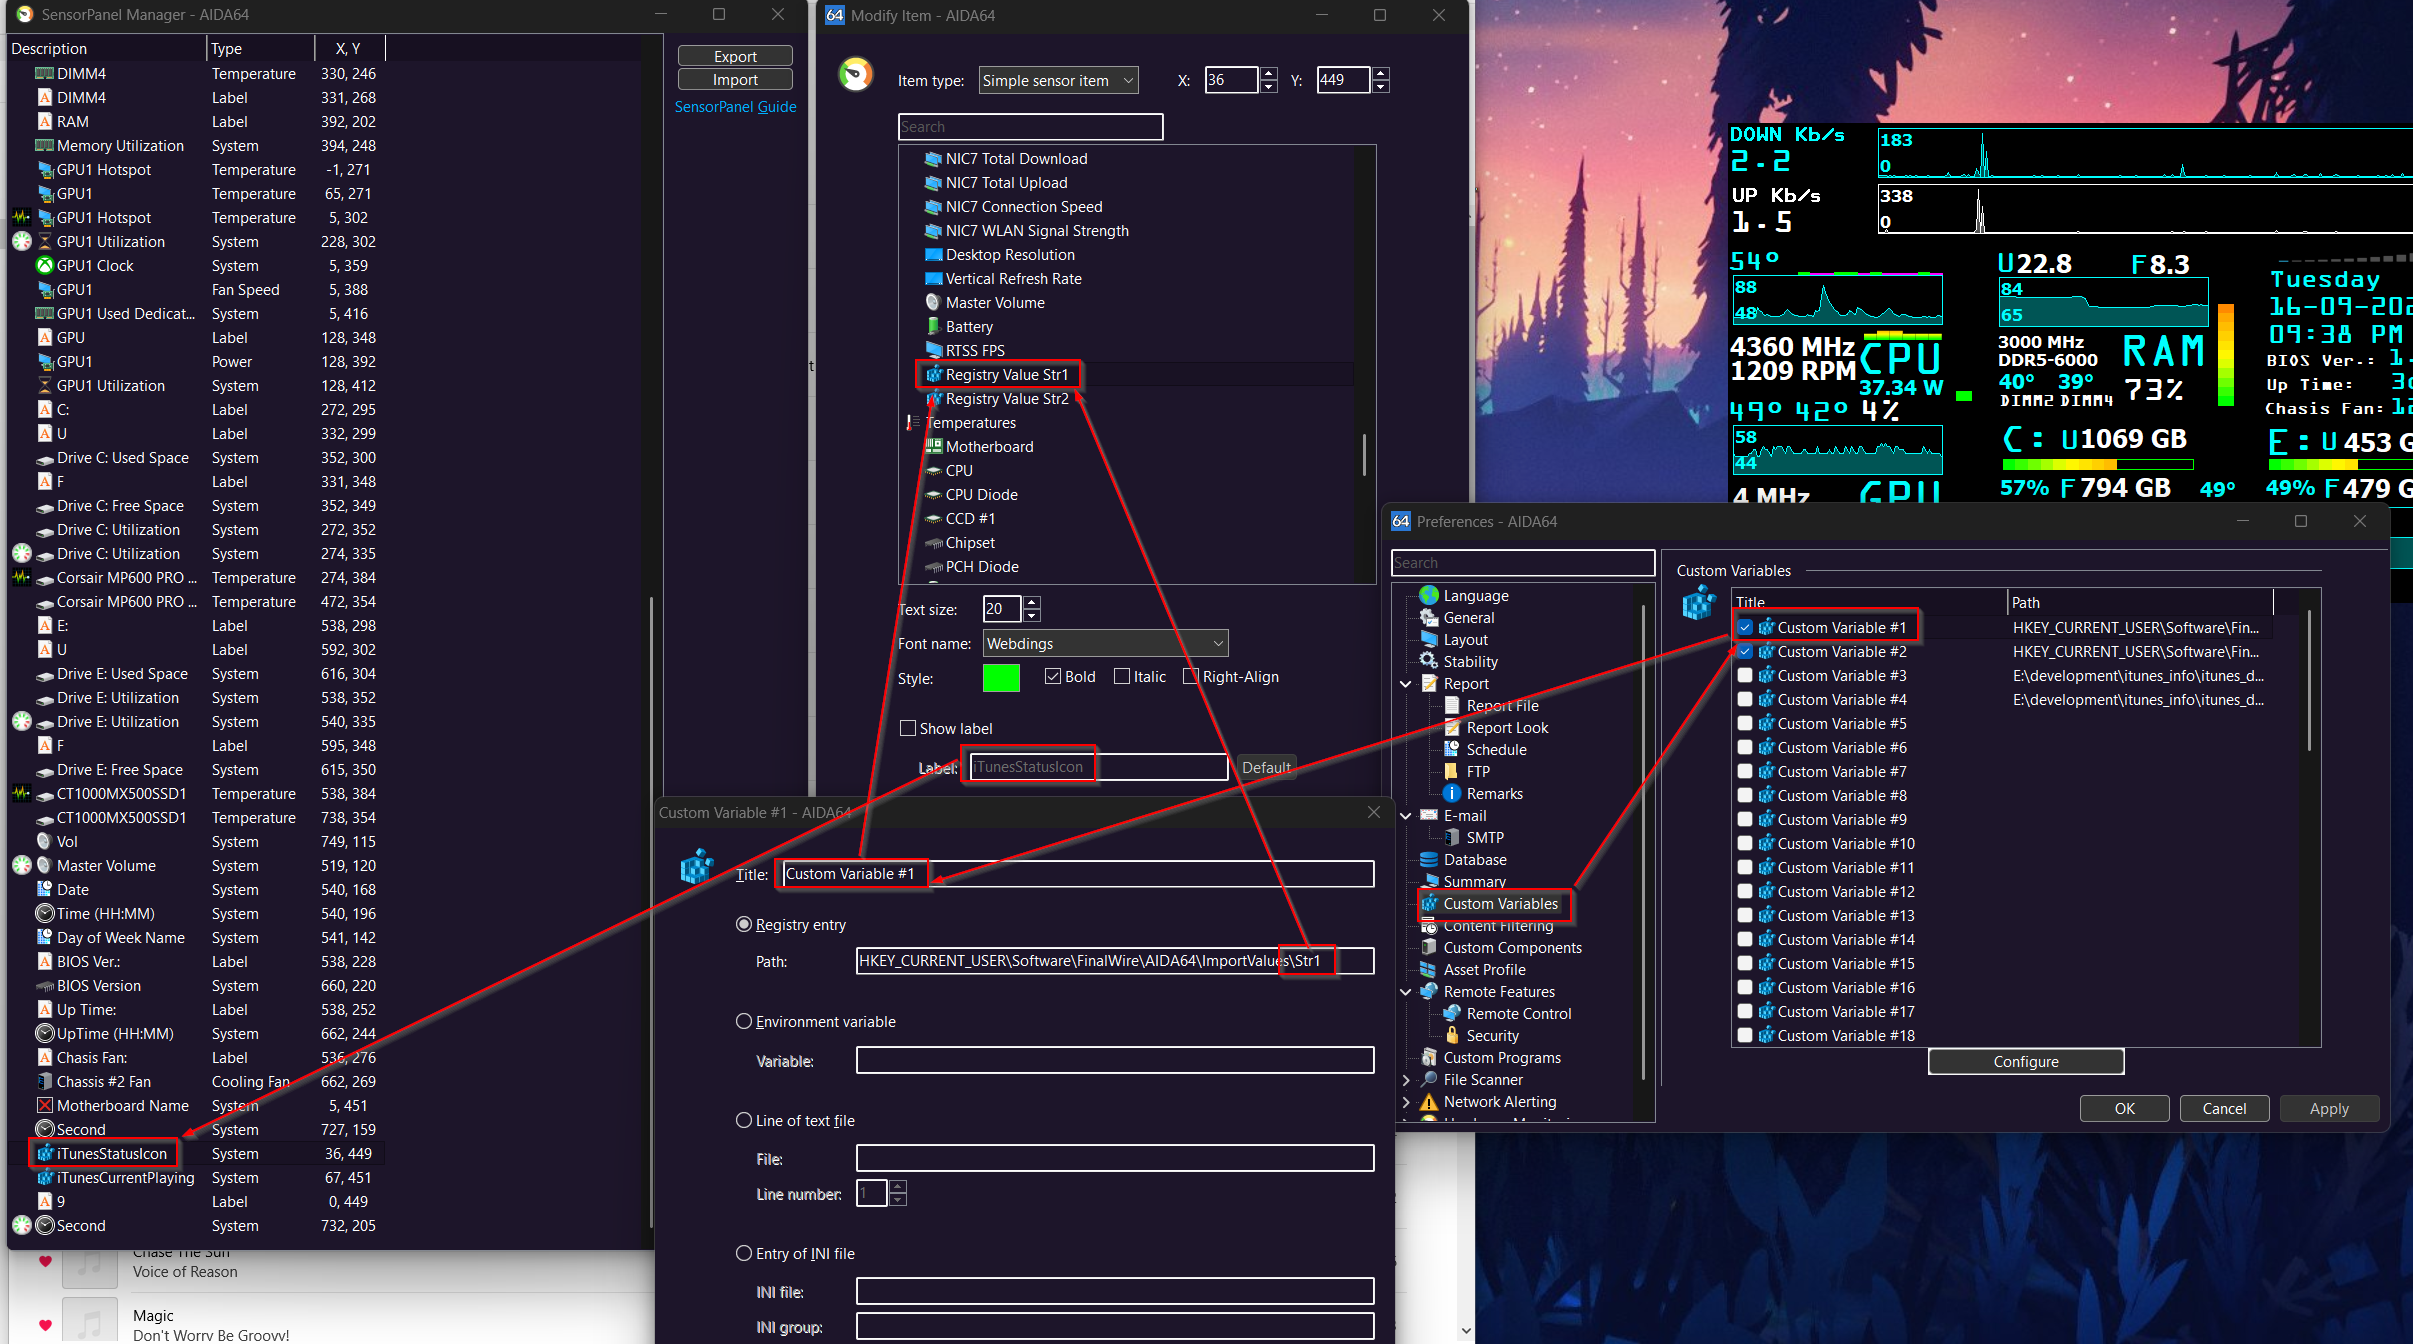 SensorPanel Manager - AIDA64
Description Type X, Y
DIMM4 Temperature 330, 246
DIMM4 Label 331, 268
RAM Label 392, 202
Memory Utilization System 394, 248
GPU1 Hotspot Temperature -1, 271
GPU1 Temperature 65, 271
GPU1 Hotspot Temperature 5, 302
GPU1 Utilization System 228, 302
GPU1 Clock System 5, 359
GPU1 Fan Speed 5, 388
GPU1 Used Dedicat... System 5, 416
GPU Label 128, 348
GPU1 Power 128, 392
GPU1 Utilization System 128, 412
C: Label 272, 295
U Label 332, 299
Drive C: Used Space System 352, 300
F Label 331, 348
Drive C: Free Space System 352, 349
Drive C: Utilization System 272, 352
Drive C: Utilization System 274, 335
Corsair MP600 PRO ... Temperature 274, 384
Corsair MP600 PRO ... Temperature 472, 354
E: Label 538, 298
U Label 592, 302
Drive E: Used Space System 616, 304
Drive E: Utilization System 538, 352
Drive E: Utilization System 540, 335
F Label 595, 348
Drive E: Free Space System 615, 350
CT1000MX500SSD1 Temperature 538, 384
CT1000MX500SSD1 Temperature 738, 354
Vol System 749, 115
Master Volume System 519, 120
Date System 540, 168
Time (HH:MM) System 540, 196
Day of Week Name System 541, 142
BIOS Ver.: Label 538, 228
BIOS Version System 660, 220
Up Time: Label 538, 252
UpTime (HH:MM) System 662, 244
Chasis Fan: Label 536, 276
Chassis #2 Fan Cooling Fan 662, 269
Motherboard Name System 5, 451
Second System 727, 159
iTunesStatusIcon System 36, 449
iTunesCurrentPlaying System 67, 451
9 Label 0, 449
Second System 732, 205
Export
Import
SensorPanel Guide
Chase The Sun
Voice of Reason
Magic
Don't Worry Be Groovy!
64 Modify Item - AIDA64
Item type: Simple sensor item X: 36 Y: 449
Search
NIC7 Total Download
NIC7 Total Upload
NIC7 Connection Speed
NIC7 WLAN Signal Strength
Desktop Resolution
Vertical Refresh Rate
Master Volume
Battery
RTSS FPS
Registry Value Str1
Registry Value Str2
Temperatures
Motherboard
CPU
CPU Diode
CCD #1
Chipset
PCH Diode
Text size: 20
Font name: Webdings
Style: Bold Italic Right-Align
Show label
Label: iTunesStatusIcon Default
Custom Variable #1 - AIDA64
Title: Custom Variable #1
Registry entry
Path: HKEY_CURRENT_USER\Software\FinalWire\AIDA64\ImportValues\Str1
Environment variable
Variable:
Line of text file
File:
Line number: 1
Entry of INI file
INI file:
INI group:
DOWN Kb/s
2.2
183
0
UP Kb/s
1.5
338
0
54°
88
48
4360 MHz
1209 RPM
CPU
37.34 W
49° 42° 4%
58
44
4 MHz GPU
U22.8 F8.3
84
65
3000 MHz
DDR5-6000
RAM
40° 39°
DIMM2 DIMM4
73%
Tuesday
16-09-202
09:38 PM
BIOS Ver.: 1.
Up Time:
Chasis Fan: 12
C: U1069 GB
57% F794 GB 49°
E: U 453 G
49% F479 G
64 Preferences - AIDA64
Search
Language
General
Layout
Stability
Report
Report File
Report Look
Schedule
FTP
Remarks
E-mail
SMTP
Database
Summary
Custom Variables
Content Filtering
Custom Components
Asset Profile
Remote Features
Remote Control
Security
Custom Programs
File Scanner
Network Alerting
Custom Variables
Title Path
Custom Variable #1 HKEY_CURRENT_USER\Software\Fin...
Custom Variable #2 HKEY_CURRENT_USER\Software\Fin...
Custom Variable #3 E:\development\itunes_info\itunes_d...
Custom Variable #4 E:\development\itunes_info\itunes_d...
Custom Variable #5
Custom Variable #6
Custom Variable #7
Custom Variable #8
Custom Variable #9
Custom Variable #10
Custom Variable #11
Custom Variable #12
Custom Variable #13
Custom Variable #14
Custom Variable #15
Custom Variable #16
Custom Variable #17
Custom Variable #18
Configure
OK Cancel Apply